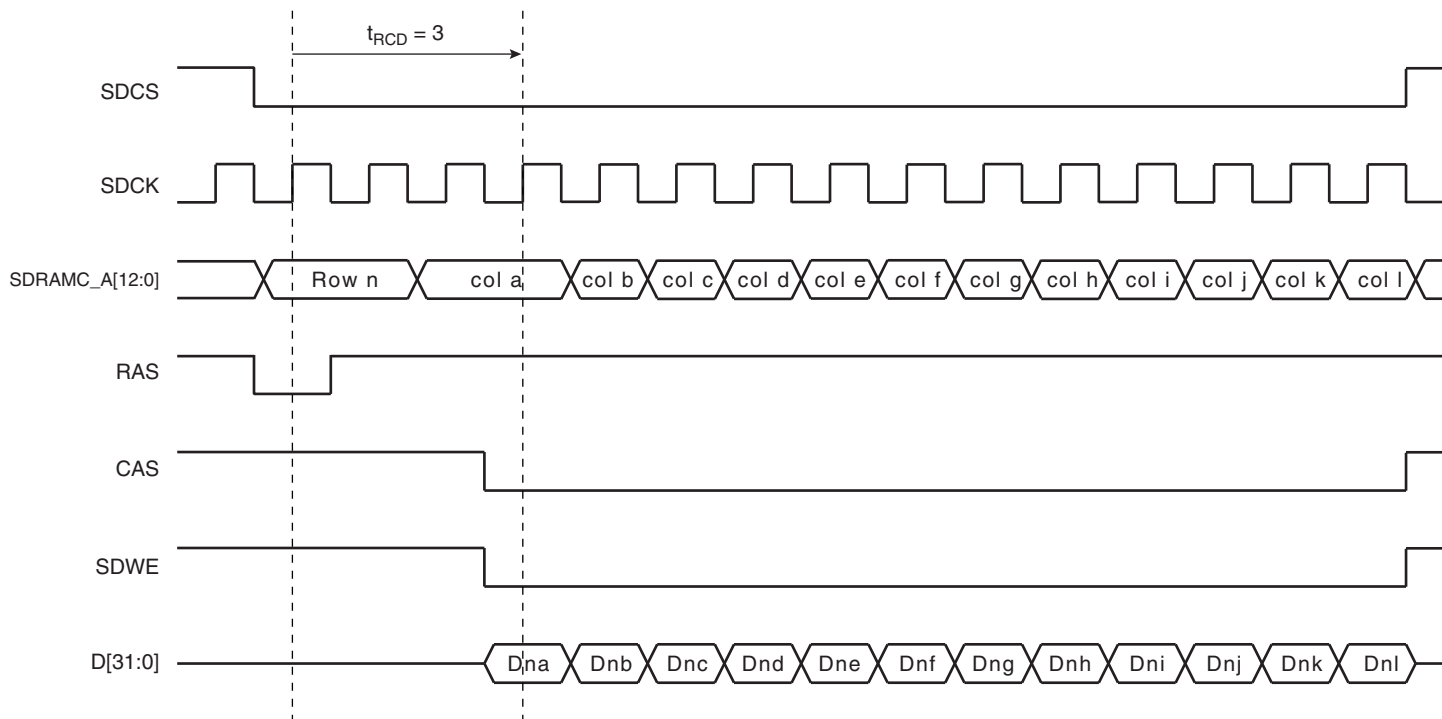 t_RCD = 3
SDCS
SDCK
SDRAMC_A[12:0] Row n col a col b col c col d col e col f col g col h col i col j col k col l
RAS
CAS
SDWE
D[31:0] Dna Dnb Dnc Dnd Dne Dnf Dng Dnh Dni Dnj Dnk Dnl